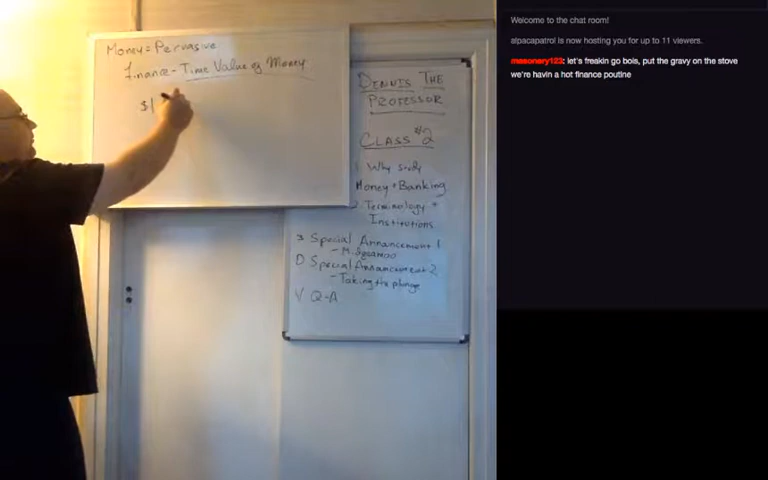 Money = Pervasive
Finance - Time Value of Money
$1
DENNIS THE
PROFESSOR
CLASS #2
1. Why Study
Money + Banking
2. Terminology +
Institutions
3 Special Annancement 1
- M.
D Special Annancement 2
- Taking the plunge
V Q-A
Welcome to the chat room!
alpacapatrol is now hosting you for up to 11 viewers.
masonery123: let's freakin go bois, put the gravy on the stove
we're havin a hot finance poutine